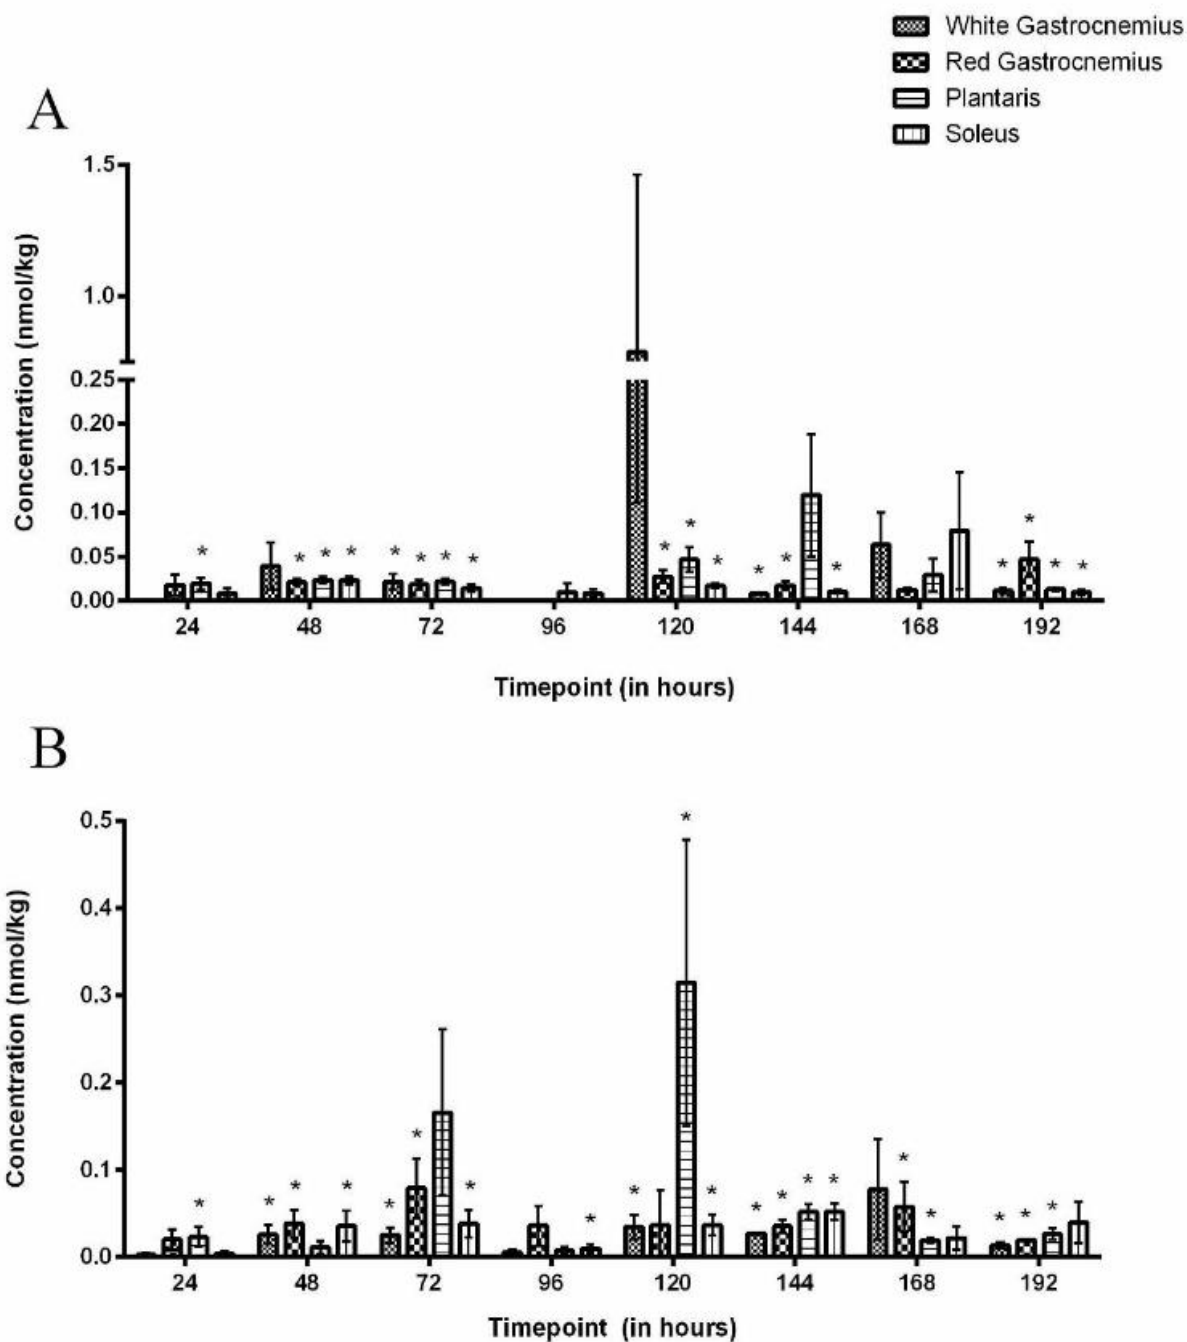 White Gastrocnemius
Red Gastrocnemius
Plantaris
Soleus
A
1.5
1.0
0.25
0.20
0.15
0.10
0.05
0.00
Concentration (nmol/kg)
* * * * * * * * * * * * * * * * * *
24 48 72 96 120 144 168 192
Timepoint (in hours)
B
0.5
0.4
0.3
0.2
0.1
0.0
Concentration (nmol/kg)
* * * * * * * * * * * * * * * * * * * *
24 48 72 96 120 144 168 192
Timepoint (in hours)